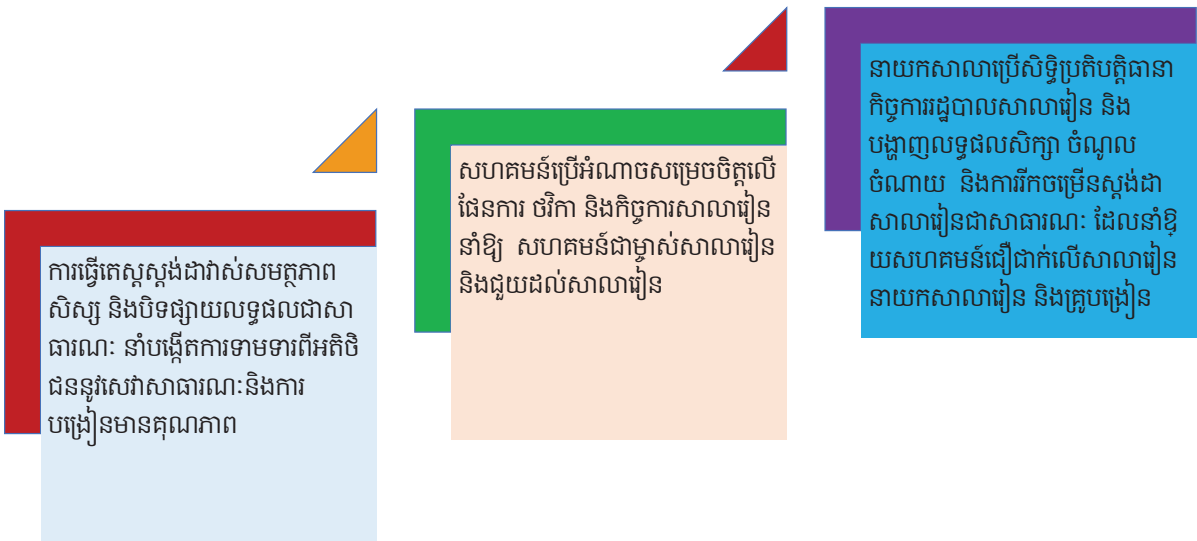 ការធ្វើតេស្តស្តង់ដាវាស់សមត្ថភាព
សិស្ស និងបិទផ្សាយលទ្ធផលជាសា
ធារណៈ នាំបង្កើតការទាមទារពីអតិថិ
ជននូវសេវាសាធារណៈនិងការ
បង្រៀនមានគុណភាព
សហគមន៍ប្រើអំណាចសម្រេចចិត្តលើ
ផែនការ ថវិកា និងកិច្ចការសាលារៀន
នាំឱ្យ សហគមន៍ជាម្ចាស់សាលារៀន
និងជួយដល់សាលារៀន
នាយកសាលាប្រើសិទ្ធិប្រតិបត្តិធានា
កិច្ចការរដ្ឋបាលសាលារៀន និង
បង្ហាញលទ្ធផលសិក្សា ចំណូល
ចំណាយ និងការរីកចម្រើនស្តង់ដា
សាលារៀនជាសាធារណៈ ដែលនាំឱ្
យសហគមន៍ជឿជាក់លើសាលារៀន
នាយកសាលារៀន និងគ្រូបង្រៀន